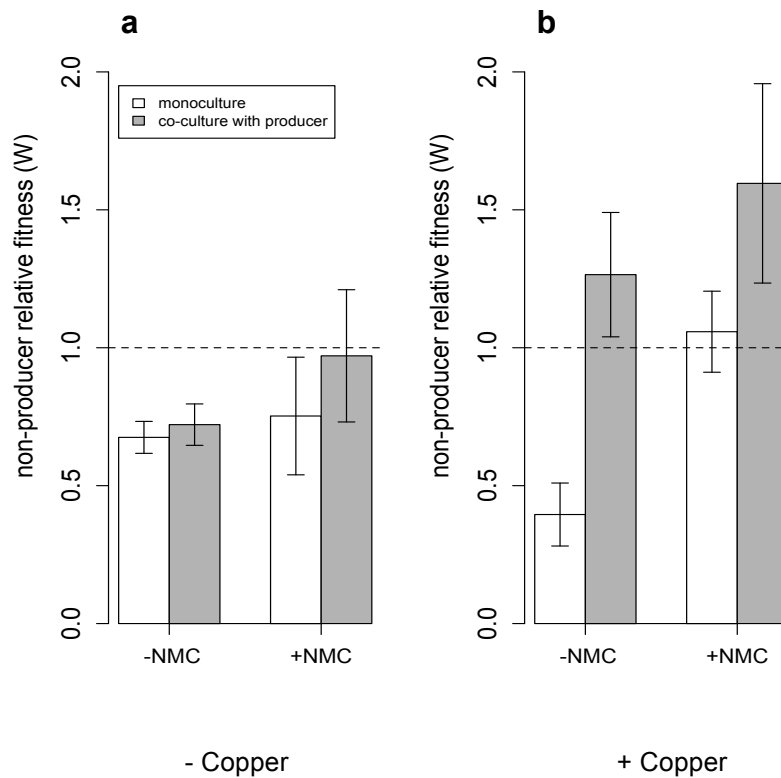 a
2.0
1.5
1.0
0.5
0.0
non-producer relative fitness (W)
monoculture
co-culture with producer
-NMC
+NMC
- Copper
b
2.0
1.5
1.0
0.5
0.0
non-producer relative fitness (W)
-NMC
+NMC
+ Copper